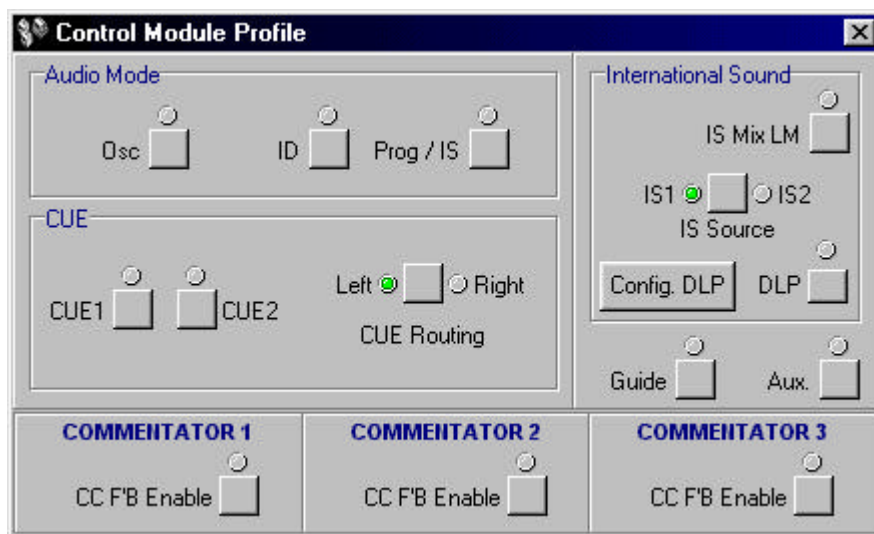 Control Module Profile
Audio Mode
Osc
ID
Prog / IS
CUE
CUE1
CUE2
Left
Right
CUE Routing
International Sound
IS Mix LM
IS1
IS2
IS Source
Config. DLP
DLP
Guide
Aux.
COMMENTATOR 1
CC F'B Enable
COMMENTATOR 2
CC F'B Enable
COMMENTATOR 3
CC F'B Enable